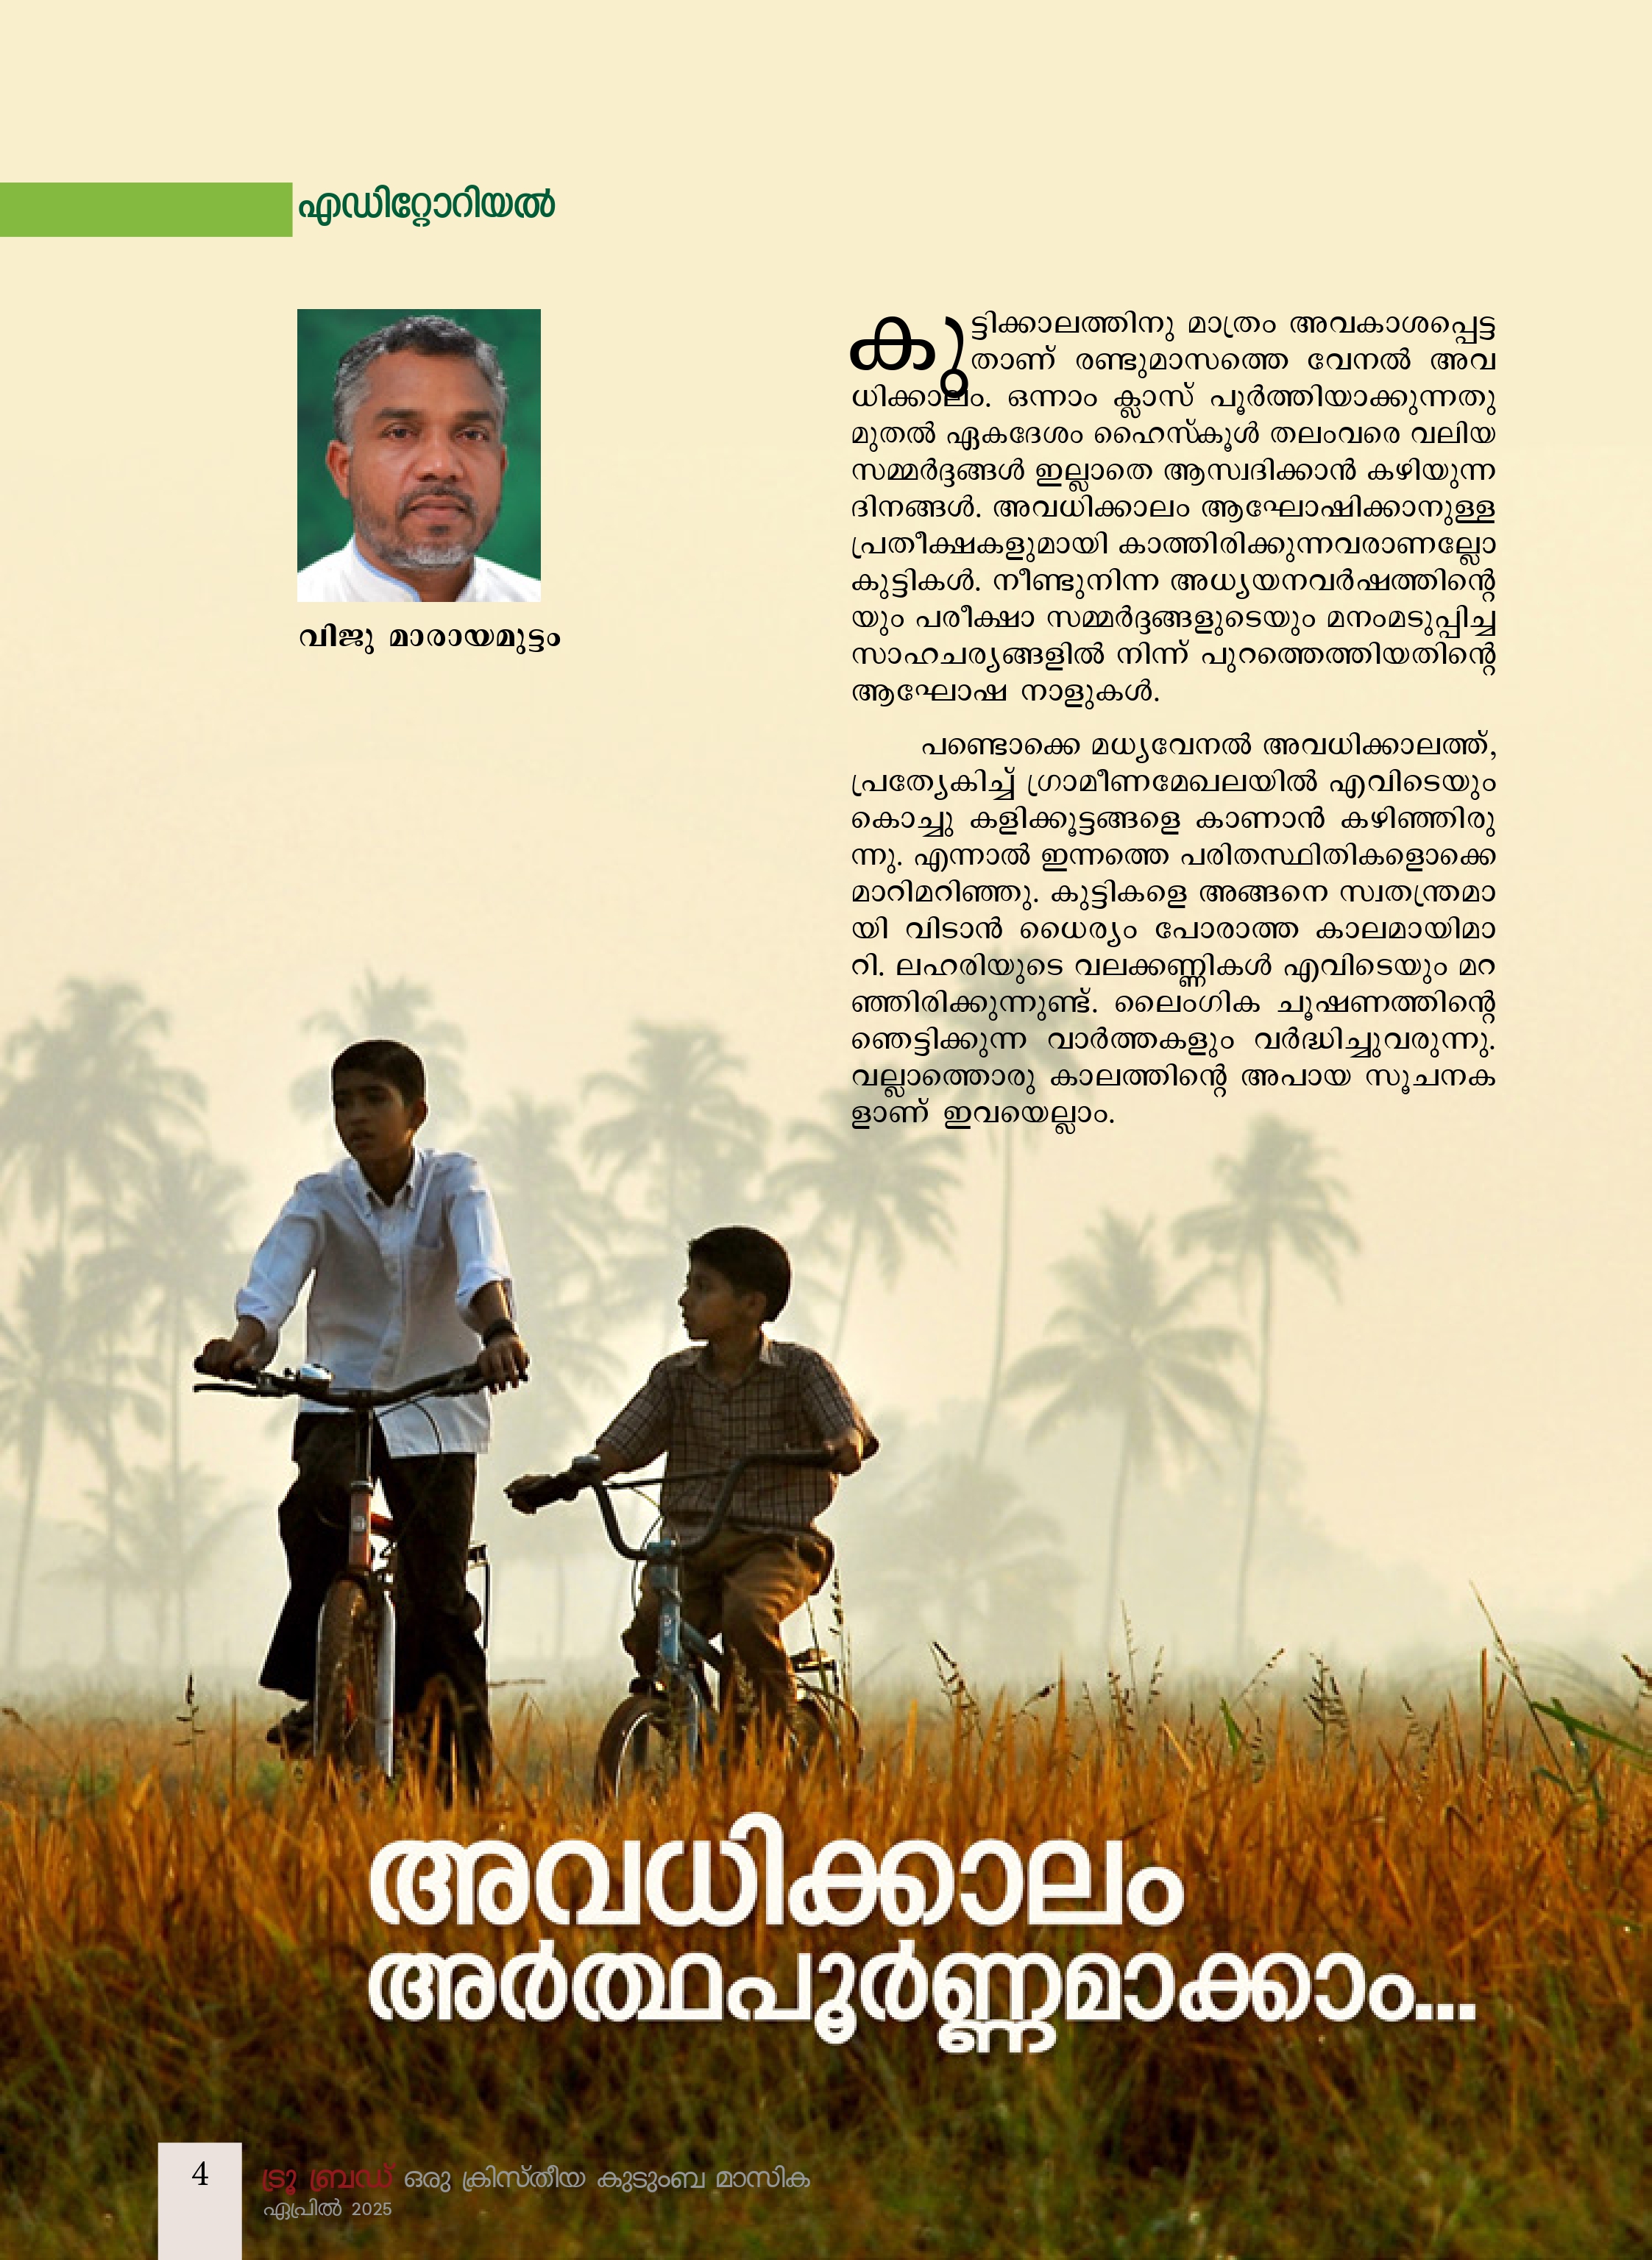 എഡിറ്റോറിയൽ
വിജു മാരായമുട്ടം
കുട്ടിക്കാലത്തിനു മാത്രം അവകാശപ്പെട്ട
താണ് രണ്ടുമാസത്തെ വേനൽ അവ
ധിക്കാലം. ഒന്നാം ക്ലാസ് പൂർത്തിയാക്കുന്നതു
മുതൽ ഏകദേശം ഹൈസ്കൂൾ തലംവരെ വലിയ
സമ്മർദ്ദങ്ങൾ ഇല്ലാതെ ആസ്വദിക്കാൻ കഴിയുന്ന
ദിനങ്ങൾ. അവധിക്കാലം ആഘോഷിക്കാനുള്ള
പ്രതീക്ഷകളുമായി കാത്തിരിക്കുന്നവരാണല്ലോ
കുട്ടികൾ. നീണ്ടുനിന്ന അധ്യയനവർഷത്തിന്റെ
യും പരീക്ഷാ സമ്മർദ്ദങ്ങളുടെയും മനംമടുപ്പിച്ച
സാഹചര്യങ്ങളിൽ നിന്ന് പുറത്തെത്തിയതിന്റെ
ആഘോഷ നാളുകൾ.
പണ്ടൊക്കെ മധ്യവേനൽ അവധിക്കാലത്ത്,
പ്രത്യേകിച്ച് ഗ്രാമീണമേഖലയിൽ എവിടെയും
കൊച്ചു കളിക്കൂട്ടങ്ങളെ കാണാൻ കഴിഞ്ഞിരു
ന്നു. എന്നാൽ ഇന്നത്തെ പരിതസ്ഥിതികളൊക്കെ
മാറിമറിഞ്ഞു. കുട്ടികളെ അങ്ങനെ സ്വതന്ത്രമാ
യി വിടാൻ ധൈര്യം പോരാത്ത കാലമായിമാ
റി. ലഹരിയുടെ വലക്കണ്ണികൾ എവിടെയും മറ
ഞ്ഞിരിക്കുന്നുണ്ട്. ലൈംഗിക ചൂഷണത്തിന്റെ
ഞെട്ടിക്കുന്ന വാർത്തകളും വർദ്ധിച്ചുവരുന്നു.
വല്ലാത്തൊരു കാലത്തിന്റെ അപായ സൂചനക
ളാണ് ഇവയെല്ലാം.
അവധിക്കാലം
അർത്ഥപൂർണ്ണമാക്കാം...
4
ട്രൂ ബ്രഡ് ഒരു ക്രിസ്തീയ കുടുംബ മാസിക
ഏപ്രിൽ 2025